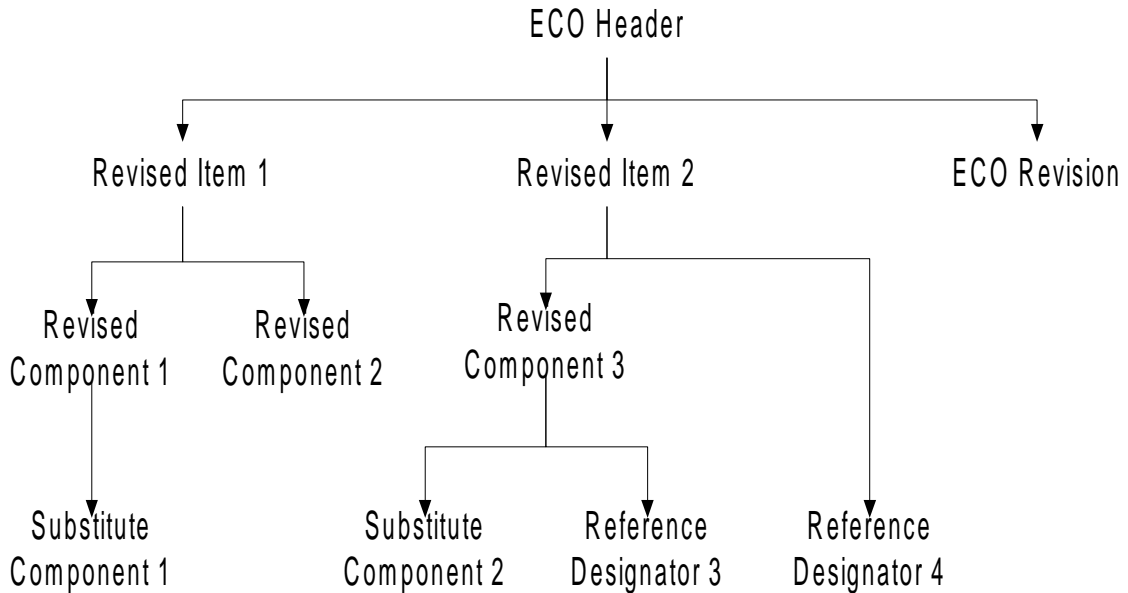 ECO Header
Revised Item 1
Revised Item 2
ECO Revision
Revised
Component 1
Revised
Component 2
Revised
Component 3
Substitute
Component 1
Substitute
Component 2
Reference
Designator 3
Reference
Designator 4